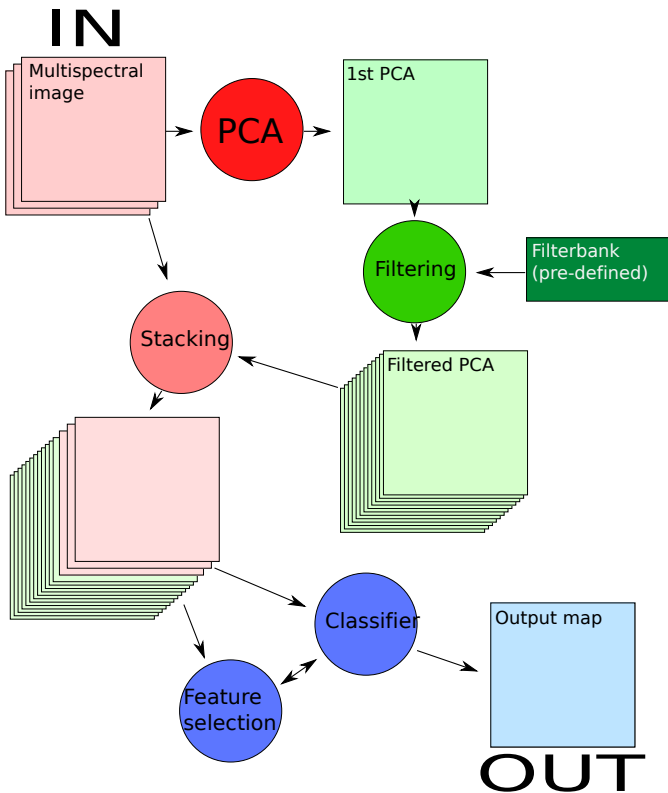 IN
Multispectral
image
PCA
1st PCA
Filtering
Filterbank
(pre-defined)
Stacking
Filtered PCA
Classifier
Output map
Feature
selection
OUT